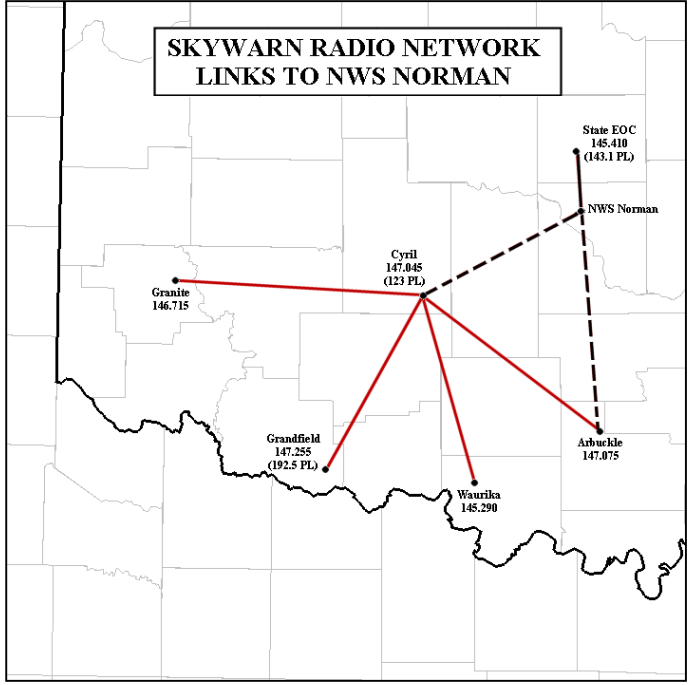 SKYWARN RADIO NETWORK
LINKS TO NWS NORMAN
State EOC
145.410
(143.1 PL)
NWS Norman
Cyril
147.045
(123 PL)
Granite
146.715
Grandfield
147.255
(192.5 PL)
Arbuckle
147.075
Waurika
145.290